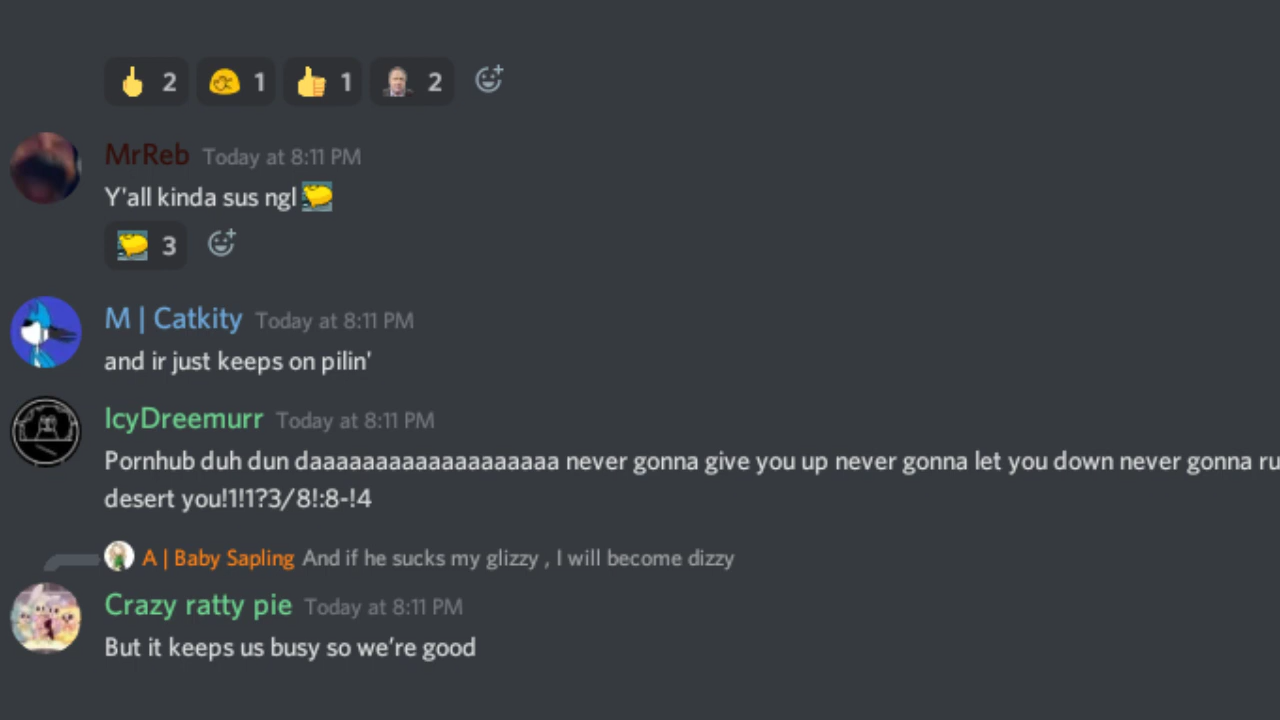 2 1 1 2
MrReb Today at 8:11 PM
Y'all kinda sus ngl
3
M | Catkity Today at 8:11 PM
and ir just keeps on pilin'
IcyDreemurr Today at 8:11 PM
Pornhub duh dun daaaaaaaaaaaaaaaaaaa never gonna give you up never gonna let you down never gonna ru
desert you!1!1?3/8!:8-!4
A | Baby Sapling And if he sucks my glizzy , I will become dizzy
Crazy ratty pie Today at 8:11 PM
But it keeps us busy so we’re good